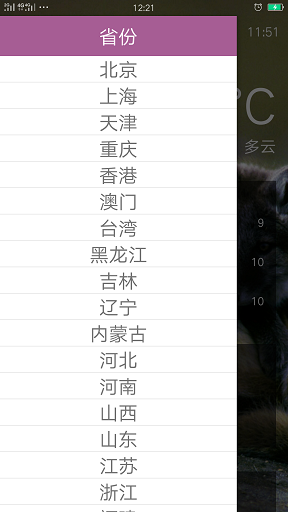 12:21
省份
11:51
°C
多云
北京
上海
天津
重庆
香港
澳门
台湾
黑龙江
吉林
辽宁
内蒙古
河北
河南
山西
山东
江苏
浙江
9
10
10